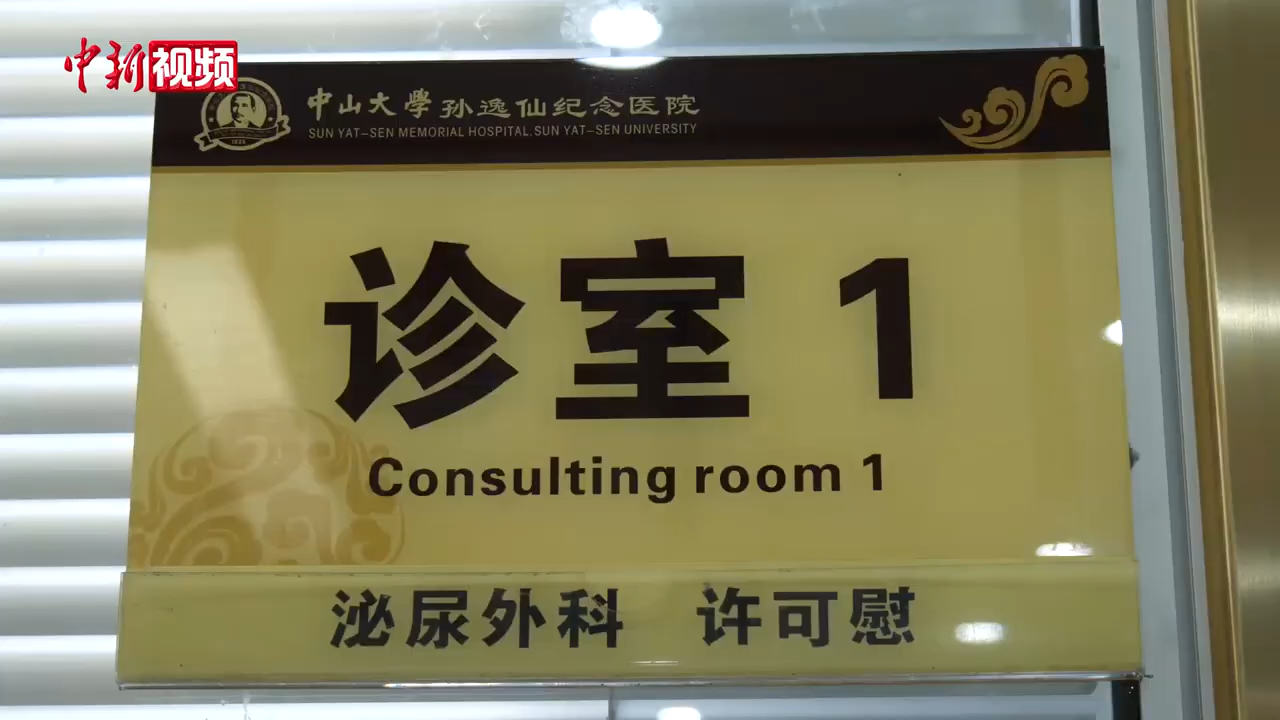 中新视频
中山大學孙逸仙纪念医院
SUN YAT-SEN MEMORIAL HOSPITAL.SUN YAT-SEN UNIVERSITY
诊室 1
Consulting room 1
泌尿外科 许可慰